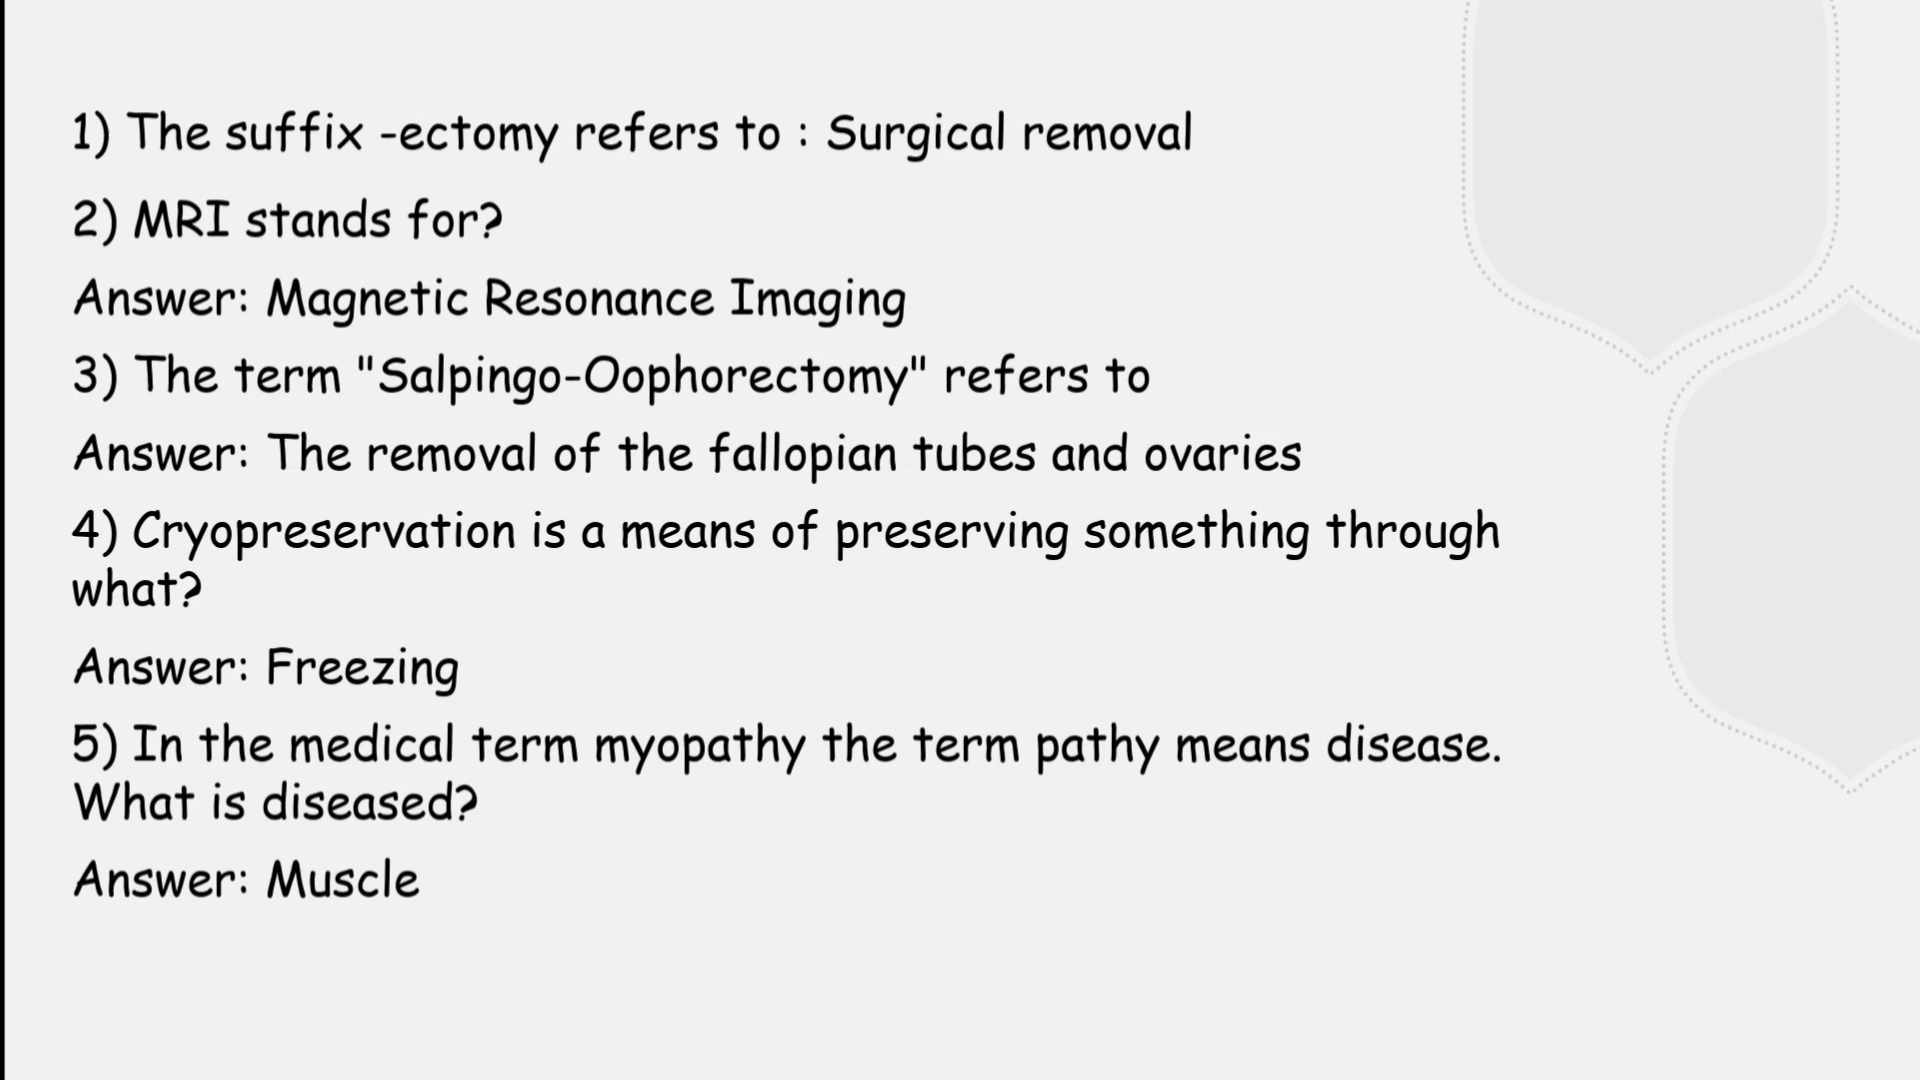 1) The suffix -ectomy refers to : Surgical removal
2) MRI stands for?
Answer: Magnetic Resonance Imaging
3) The term "Salpingo-Oophorectomy" refers to
Answer: The removal of the fallopian tubes and ovaries
4) Cryopreservation is a means of preserving something through
what?
Answer: Freezing
5) In the medical term myopathy the term pathy means disease.
What is diseased?
Answer: Muscle